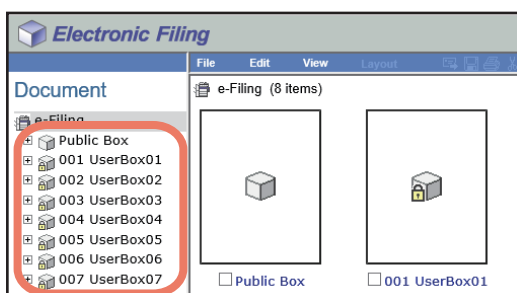 Electronic Filing
File Edit View Layout
Document
e-Filing (8 items)
e-Filing
Public Box
001 UserBox01
002 UserBox02
003 UserBox03
004 UserBox04
005 UserBox05
006 UserBox06
007 UserBox07
Public Box
001 UserBox01